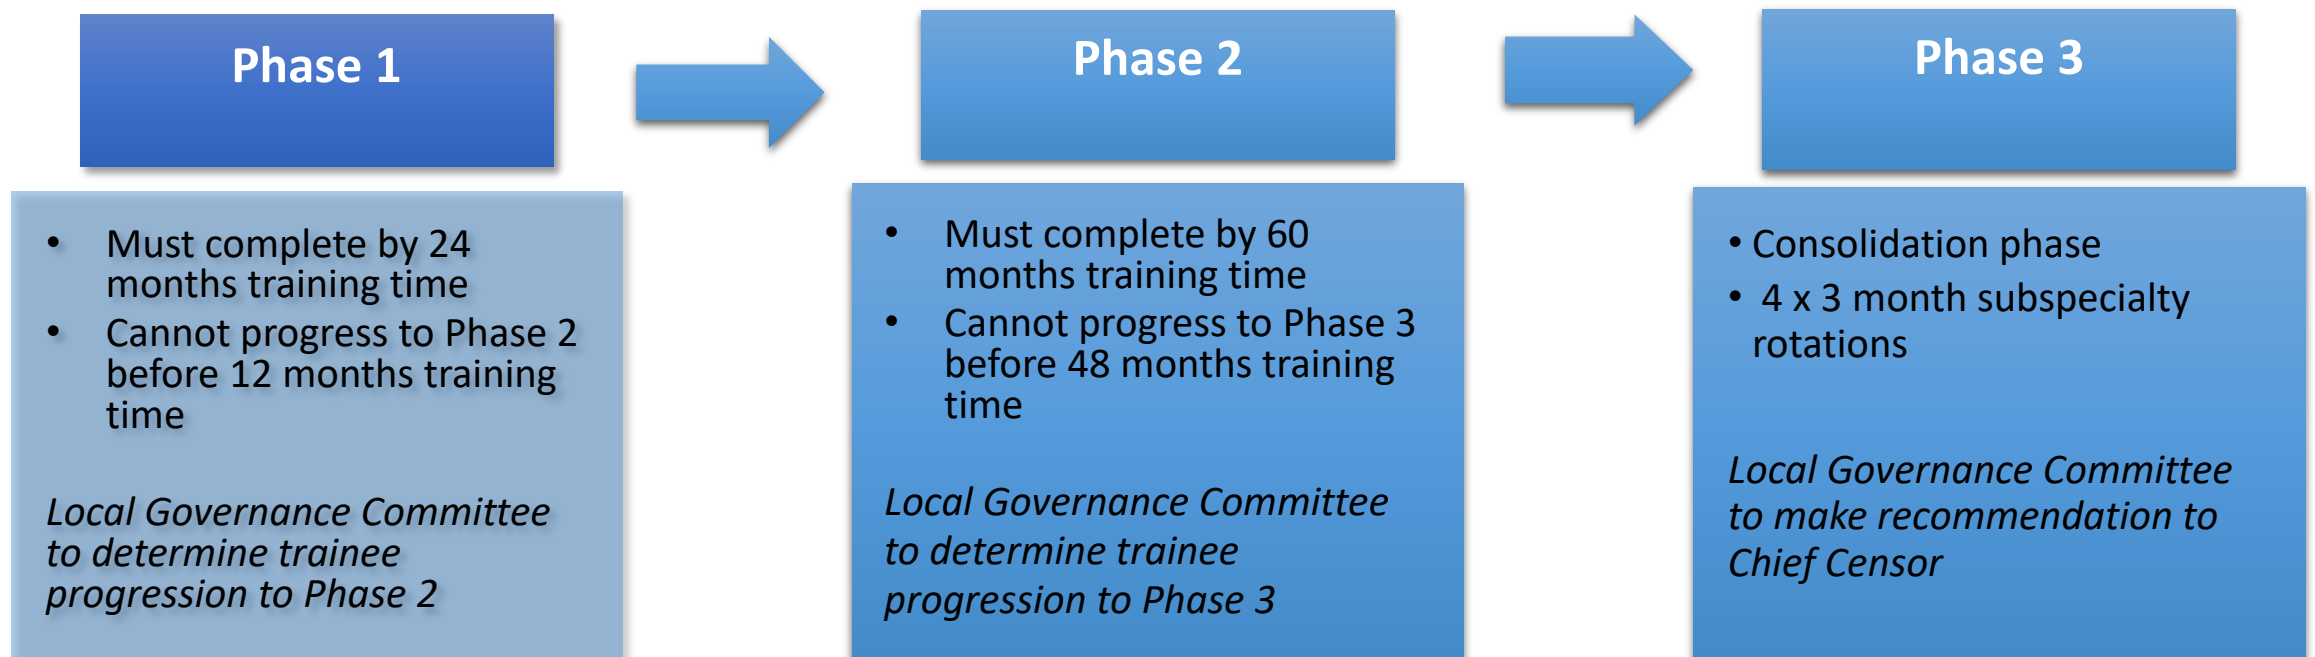 Phase 1
• Must complete by 24
months training time
• Cannot progress to Phase 2
before 12 months training
time
Local Governance Committee
to determine trainee
progression to Phase 2
Phase 2
• Must complete by 60
months training time
• Cannot progress to Phase 3
before 48 months training
time
Local Governance Committee
to determine trainee
progression to Phase 3
Phase 3
• Consolidation phase
• 4 x 3 month subspecialty
rotations
Local Governance Committee
to make recommendation to
Chief Censor